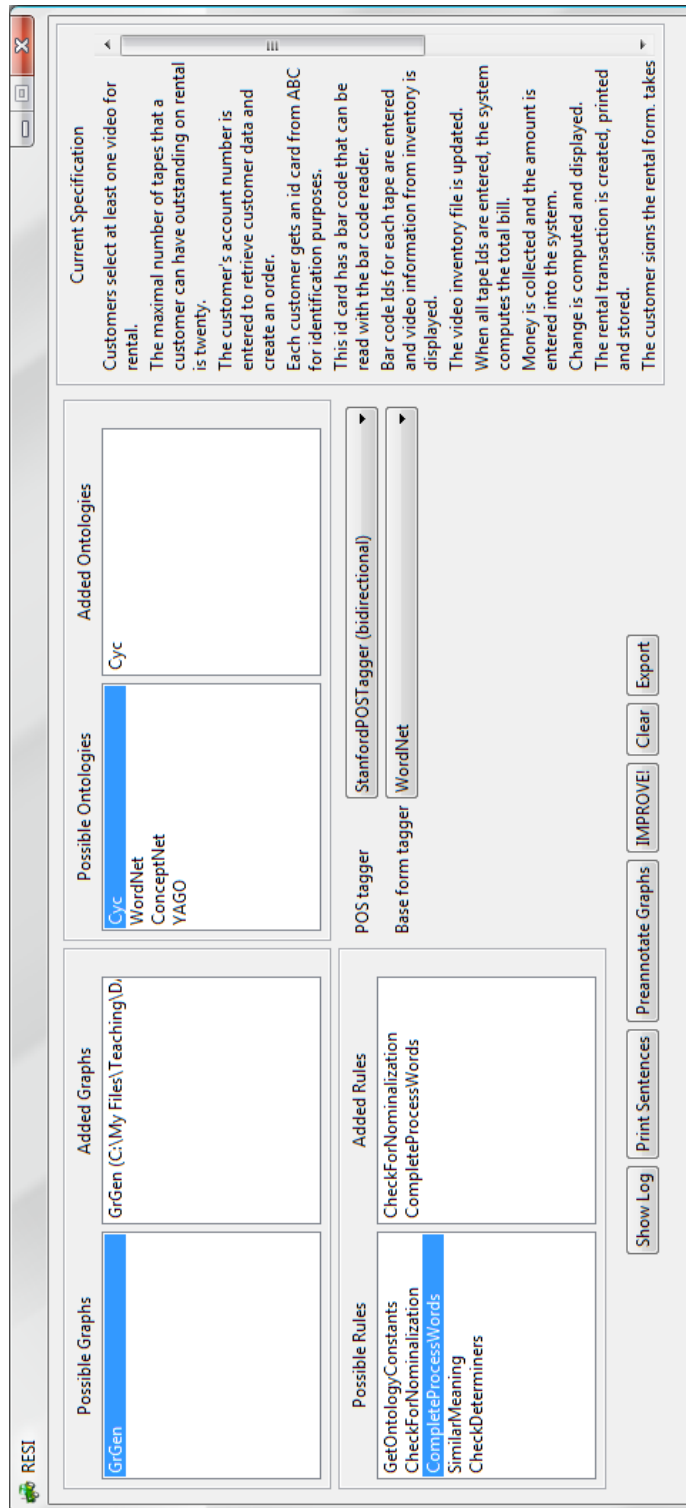 RESI
Possible Graphs
GrGen
Added Graphs
GrGen (C:\My Files\Teaching\D
Possible Ontologies
Cyc
WordNet
ConceptNet
YAGO
Added Ontologies
Cyc
Possible Rules
GetOntologyConstants
CheckForNominalization
CompleteProcessWords
SimilarMeaning
CheckDeterminers
Added Rules
CheckForNominalization
CompleteProcessWords
POS tagger
StanfordPOSTagger (bidirectional)
Base form tagger
WordNet
Show Log
Print Sentences
Preannotate Graphs
IMPROVE!
Clear
Export
Current Specification
Customers select at least one video for
rental.
The maximal number of tapes that a
customer can have outstanding on rental
is twenty.
The customer's account number is
entered to retrieve customer data and
create an order.
Each customer gets an id card from ABC
for identification purposes.
This id card has a bar code that can be
read with the bar code reader.
Bar code Ids for each tape are entered
and video information from inventory is
displayed.
The video inventory file is updated.
When all tape Ids are entered, the system
computes the total bill.
Money is collected and the amount is
entered into the system.
Change is computed and displayed.
The rental transaction is created, printed
and stored.
The customer signs the rental form, takes